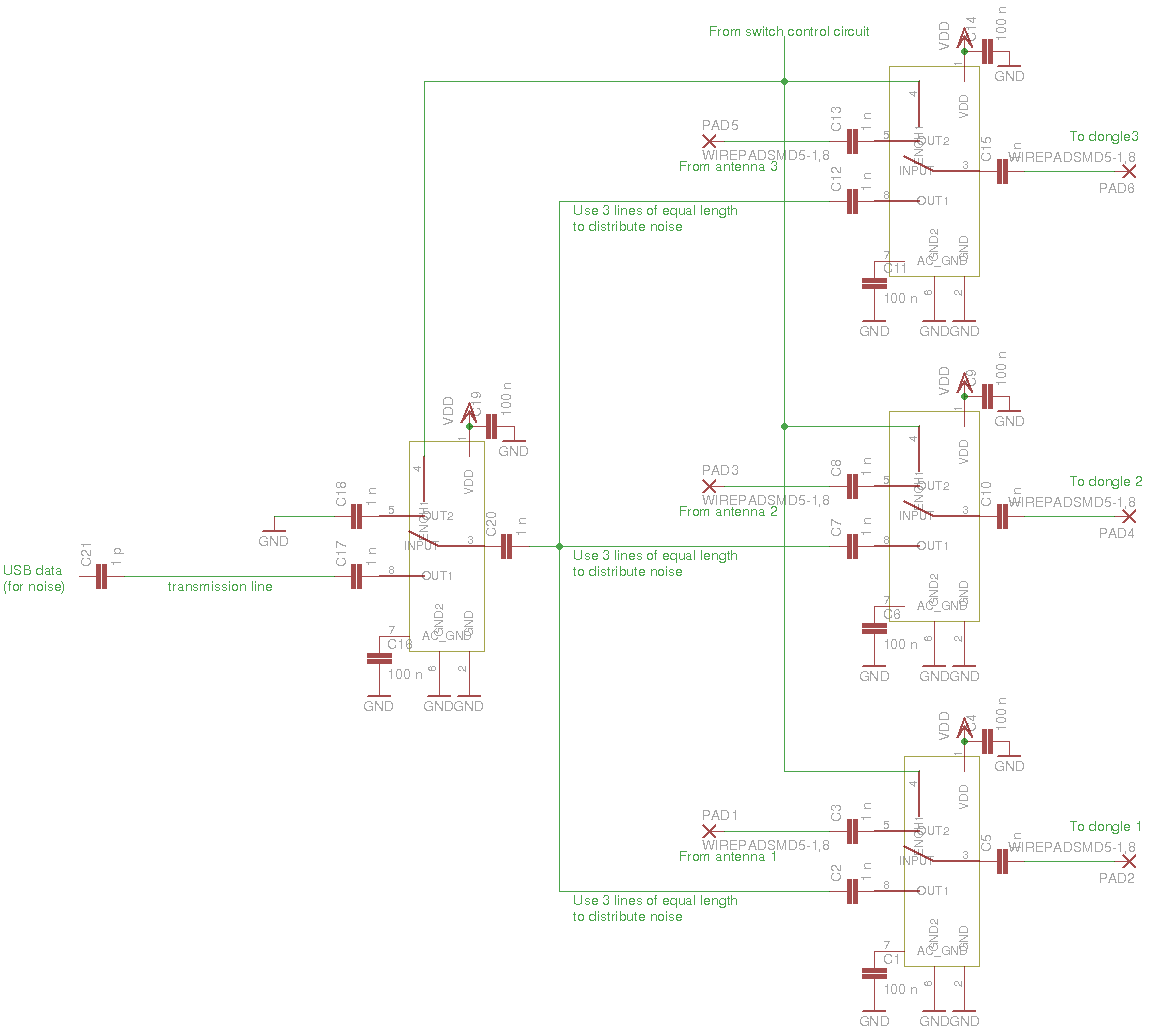 From switch control circuit
VDD
C14
100 n
GND
1
4
VDD
PAD5
C13
1 n
5
OUT2
WIREPADSMD5-1,8
From antenna 3
INPUT
3
C15
WIREPADSMD5-1,8
To dongle3
PAD6
C12
1 n
8
OUT1
Use 3 lines of equal length
to distribute noise
GND2
GND
7
AC_GND
C11
100 n
6
2
GND
GND
GND
VDD
C9
100 n
GND
1
4
VDD
PAD3
C8
1 n
5
OUT2
WIREPADSMD5-1,8
From antenna 2
INPUT
3
C10
WIREPADSMD5-1,8
To dongle 2
PAD4
C7
1 n
8
OUT1
Use 3 lines of equal length
to distribute noise
GND2
GND
7
AC_GND
C6
100 n
6
2
GND
GND
GND
VDD
C19
100 n
GND
1
4
VDD
C18
1 n
5
OUT2
GND
INPUT
3
C20
1 n
USB data
(for noise)
C21
1 p
transmission line
C17
1 n
8
OUT1
GND2
GND
7
AC_GND
C16
100 n
6
2
GND
GND
GND
VDD
C4
100 n
GND
1
4
VDD
PAD1
C3
1 n
5
OUT2
WIREPADSMD5-1,8
From antenna 1
INPUT
3
C5
WIREPADSMD5-1,8
To dongle 1
PAD2
C2
1 n
8
OUT1
Use 3 lines of equal length
to distribute noise
GND2
GND
7
AC_GND
C1
100 n
6
2
GND
GND
GND